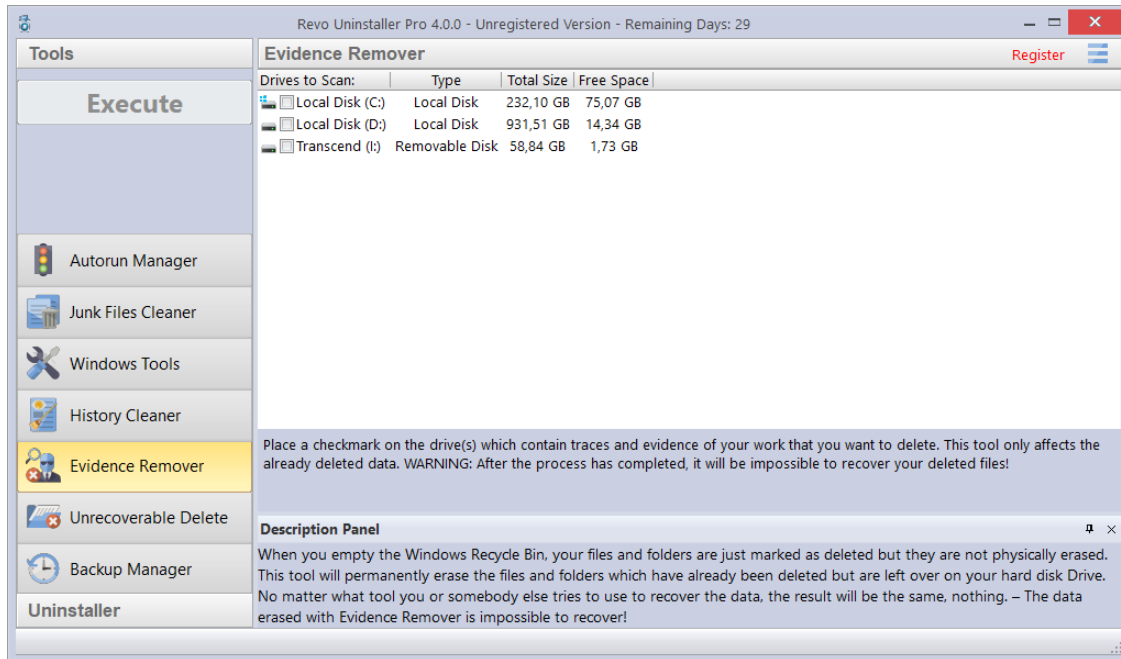 Revo Uninstaller Pro 4.0.0 - Unregistered Version - Remaining Days: 29
Tools
Execute
Autorun Manager
Junk Files Cleaner
Windows Tools
History Cleaner
Evidence Remover
Unrecoverable Delete
Backup Manager
Uninstaller
Evidence Remover
Register
Drives to Scan: Type Total Size Free Space
Local Disk (C:) Local Disk 232,10 GB 75,07 GB
Local Disk (D:) Local Disk 931,51 GB 14,34 GB
Transcend (I:) Removable Disk 58,84 GB 1,73 GB
Place a checkmark on the drive(s) which contain traces and evidence of your work that you want to delete. This tool only affects the
already deleted data. WARNING: After the process has completed, it will be impossible to recover your deleted files!
Description Panel
When you empty the Windows Recycle Bin, your files and folders are just marked as deleted but they are not physically erased.
This tool will permanently erase the files and folders which have already been deleted but are left over on your hard disk Drive.
No matter what tool you or somebody else tries to use to recover the data, the result will be the same, nothing. – The data
erased with Evidence Remover is impossible to recover!